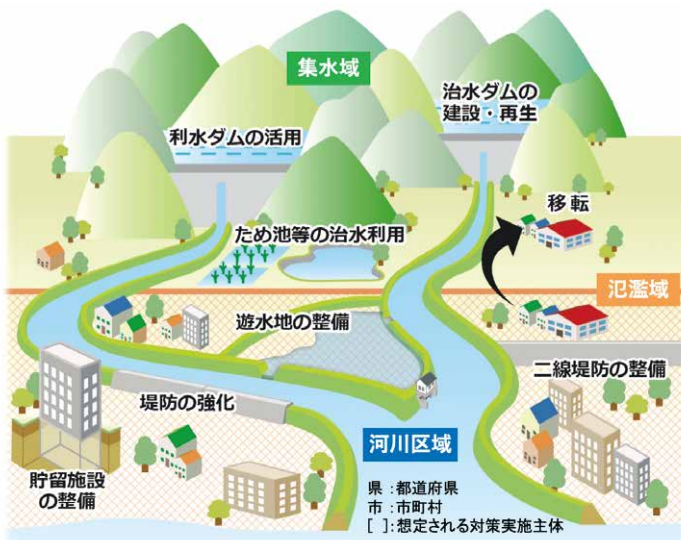 集水域
治水ダムの
建設・再生
利水ダムの活用
移転
ため池等の治水利用
氾濫域
遊水地の整備
二線堤防の整備
堤防の強化
河川区域
貯留施設
の整備
県：都道府県
市：市町村
[ ]：想定される対策実施主体